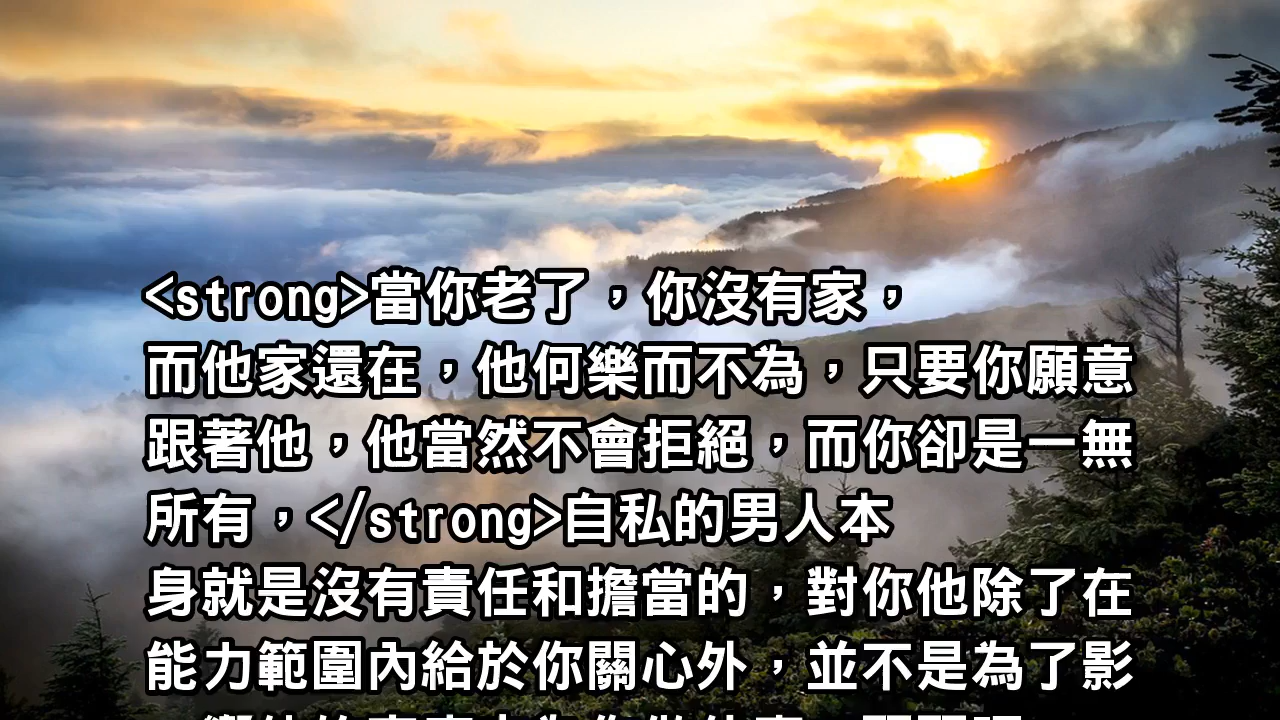 <strong>當你老了，你沒有家，
而他家還在，他何樂而不為，只要你願意
跟著他，他當然不會拒絕，而你卻是一無
所有，</strong>自私的男人本
身就是沒有責任和擔當的，對你他除了在
能力範圍內給於你關心外，並不是為了影